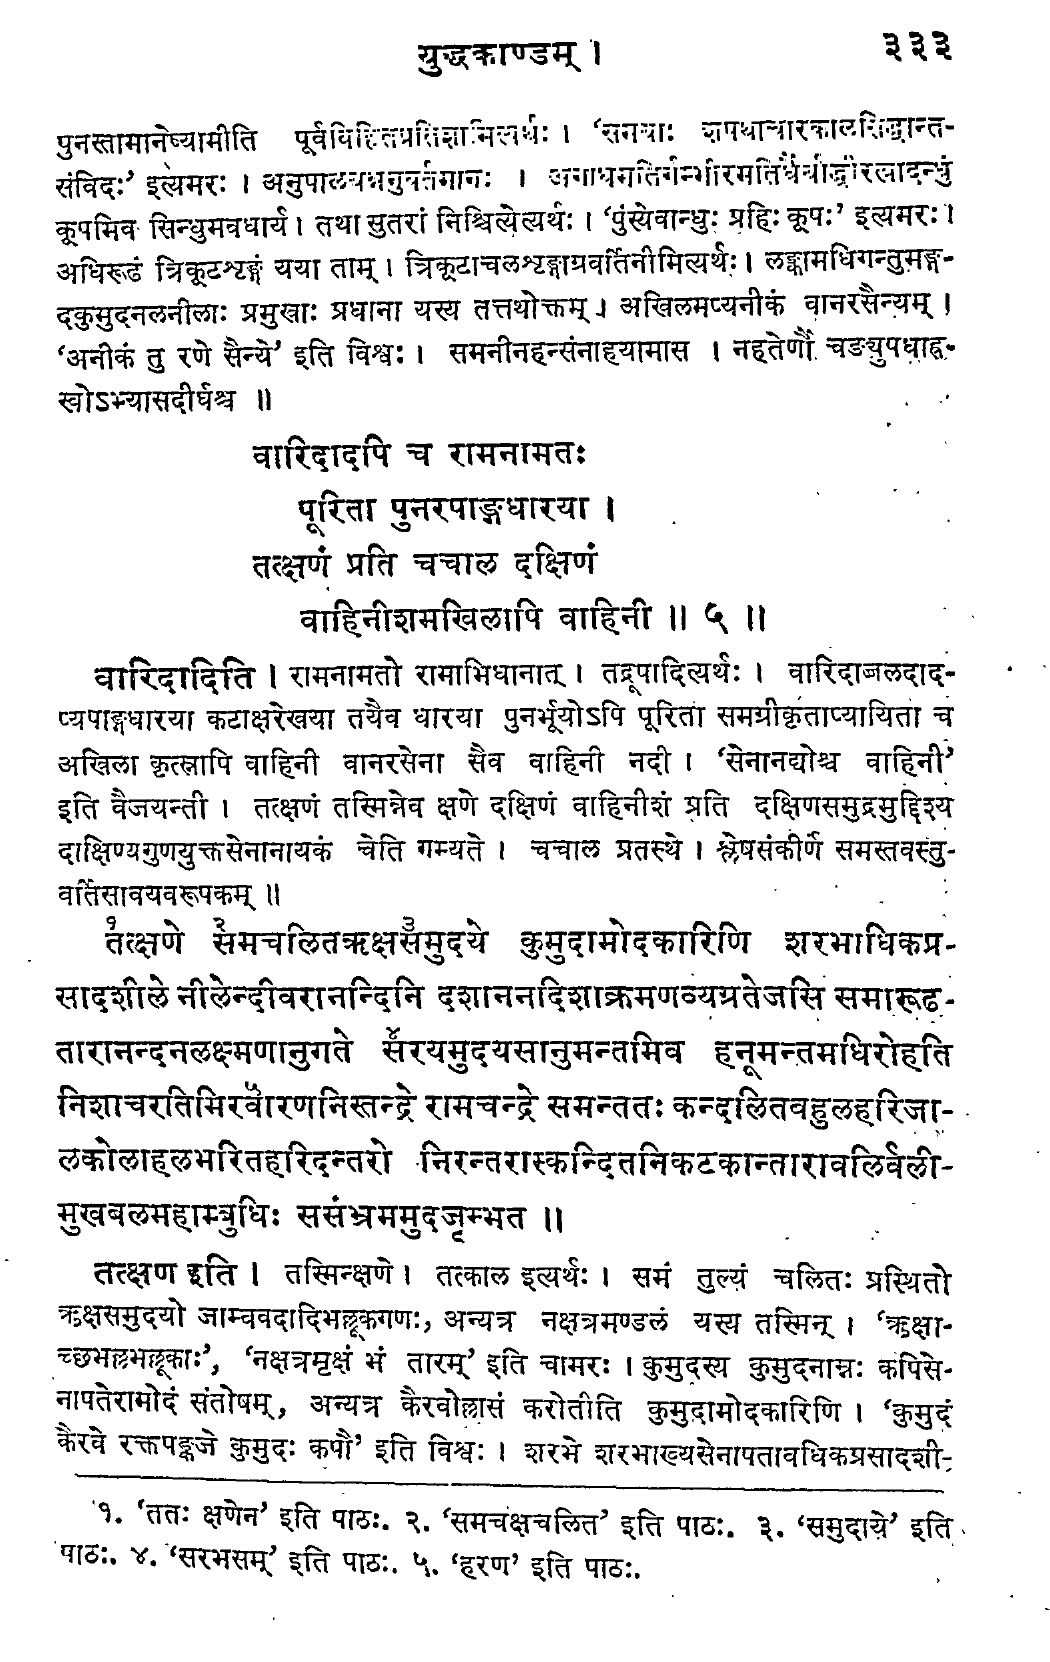 युद्धकाण्डम् ।
३३३
पुनस्तामानेष्यामीति पूर्वविहितप्रतिज्ञामित्यर्थः । ‘समयाः शपथाचारकालसिद्धान्त-
संविदः’ इत्यमरः । अनुपालयन्ननुवर्तमानः । अगाधमतिर्गम्भीरमतिर्धैर्याद्धीरत्वादन्धुं
कूपमिव सिन्धुमवधार्य । तथा सुतरां निश्चित्येत्यर्थः । ‘पुंस्येवान्धुः प्रहिः कूपः’ इत्यमरः ।
अधिरूढं त्रिकूटशृङ्गं यया ताम् । त्रिकूटाचलशृङ्गाग्रवर्तिनीमित्यर्थः । लङ्कामधिगन्तुमङ्ग-
दकुमुदनलनीलाः प्रमुखाः प्रधाना यस्य तत्तथोक्तम् । अखिलमप्यनीकं वानरसैन्यम् ।
‘अनीकं तु रणे सैन्ये’ इति विश्वः । समनीनहन्संनाहयामास । नहतेर्णौ चङ्युपधाह्र-
स्वोऽभ्यासदीर्घश्च ॥
वारिदादपि च रामनामतः
पूरिता पुनरपाङ्गधारया ।
तत्क्षणं प्रति चचाल दक्षिणं
वाहिनीशमखिलापि वाहिनी ॥ ५ ॥
वारिदादिति । रामनामतो रामाभिधानात् । तद्रूपादित्यर्थः । वारिदाज्जलदाद-
प्यपाङ्गधारया कटाक्षरेखया तयैव धारया पुनर्भूयोऽपि पूरिता समग्रीकृताप्यायिता च
अखिला कृत्स्नापि वाहिनी वानरसेना सैव वाहिनी नदी । ‘सेनानद्योश्च वाहिनी’
इति वैजयन्ती । तत्क्षणं तस्मिन्नेव क्षणे दक्षिणं वाहिनीशं प्रति दक्षिणसमुद्रमुद्दिश्य
दाक्षिण्यगुणयुक्तसेनानायकं चेति गम्यते । चचाल प्रतस्थे । श्लेषसंकीर्णं समस्तवस्तु-
वर्तिसावयवरूपकम् ॥
१तत्क्षणे २समचलितऋक्षस३मुदये कुमुदामोदकारिणि शरभाधिकप्र-
सादशीले नीलेन्दीवरानन्दिनि दशाननदिशाक्रमणव्यग्रतेजसि समारूढ-
तारानन्दनलक्ष्मणानुगते स४रयमुदयसानुमन्तमिव हनूमन्तमधिरोहति
निशाचरतिमिरवा५रणनिस्तन्द्रे रामचन्द्रे समन्ततः कन्दलितबहुलहरिजा-
लकोलाहलभरितहरिदन्तरो निरन्तरास्कन्दितनिकटकान्तारावलिर्वली-
मुखबलमहाम्बुधिः ससंभ्रममुदजृम्भत ॥
तत्क्षण इति । तस्मिन्क्षणे । तत्काल इत्यर्थः । समं तुल्यं चलितः प्रस्थितो
ऋक्षसमुदयो जाम्बवदादिभल्लूकगणः, अन्यत्र नक्षत्रमण्डलं यस्य तस्मिन् । ‘ऋक्षा-
च्छभल्लभल्लूकाः’, ‘नक्षत्रमृक्षं भं तारम्’ इति चामरः । कुमुदस्य कुमुदनाम्नः कपिसे-
नापतेरामोदं संतोषम्, अन्यत्र कैरवोल्लासं करोतीति कुमुदामोदकारिणि । ‘कुमुदं
कैरवे रक्तपङ्कजे कुमुदः कपौ’ इति विश्वः । शरभे शरभाख्यसेनापतावधिकप्रसादशी-
१. ‘ततः क्षणेन’ इति पाठः. २. ‘समचक्षचलित’ इति पाठः. ३. ‘समुदाये’ इति
पाठः. ४. ‘सरभसम्’ इति पाठः. ५. ‘हरण’ इति पाठः.